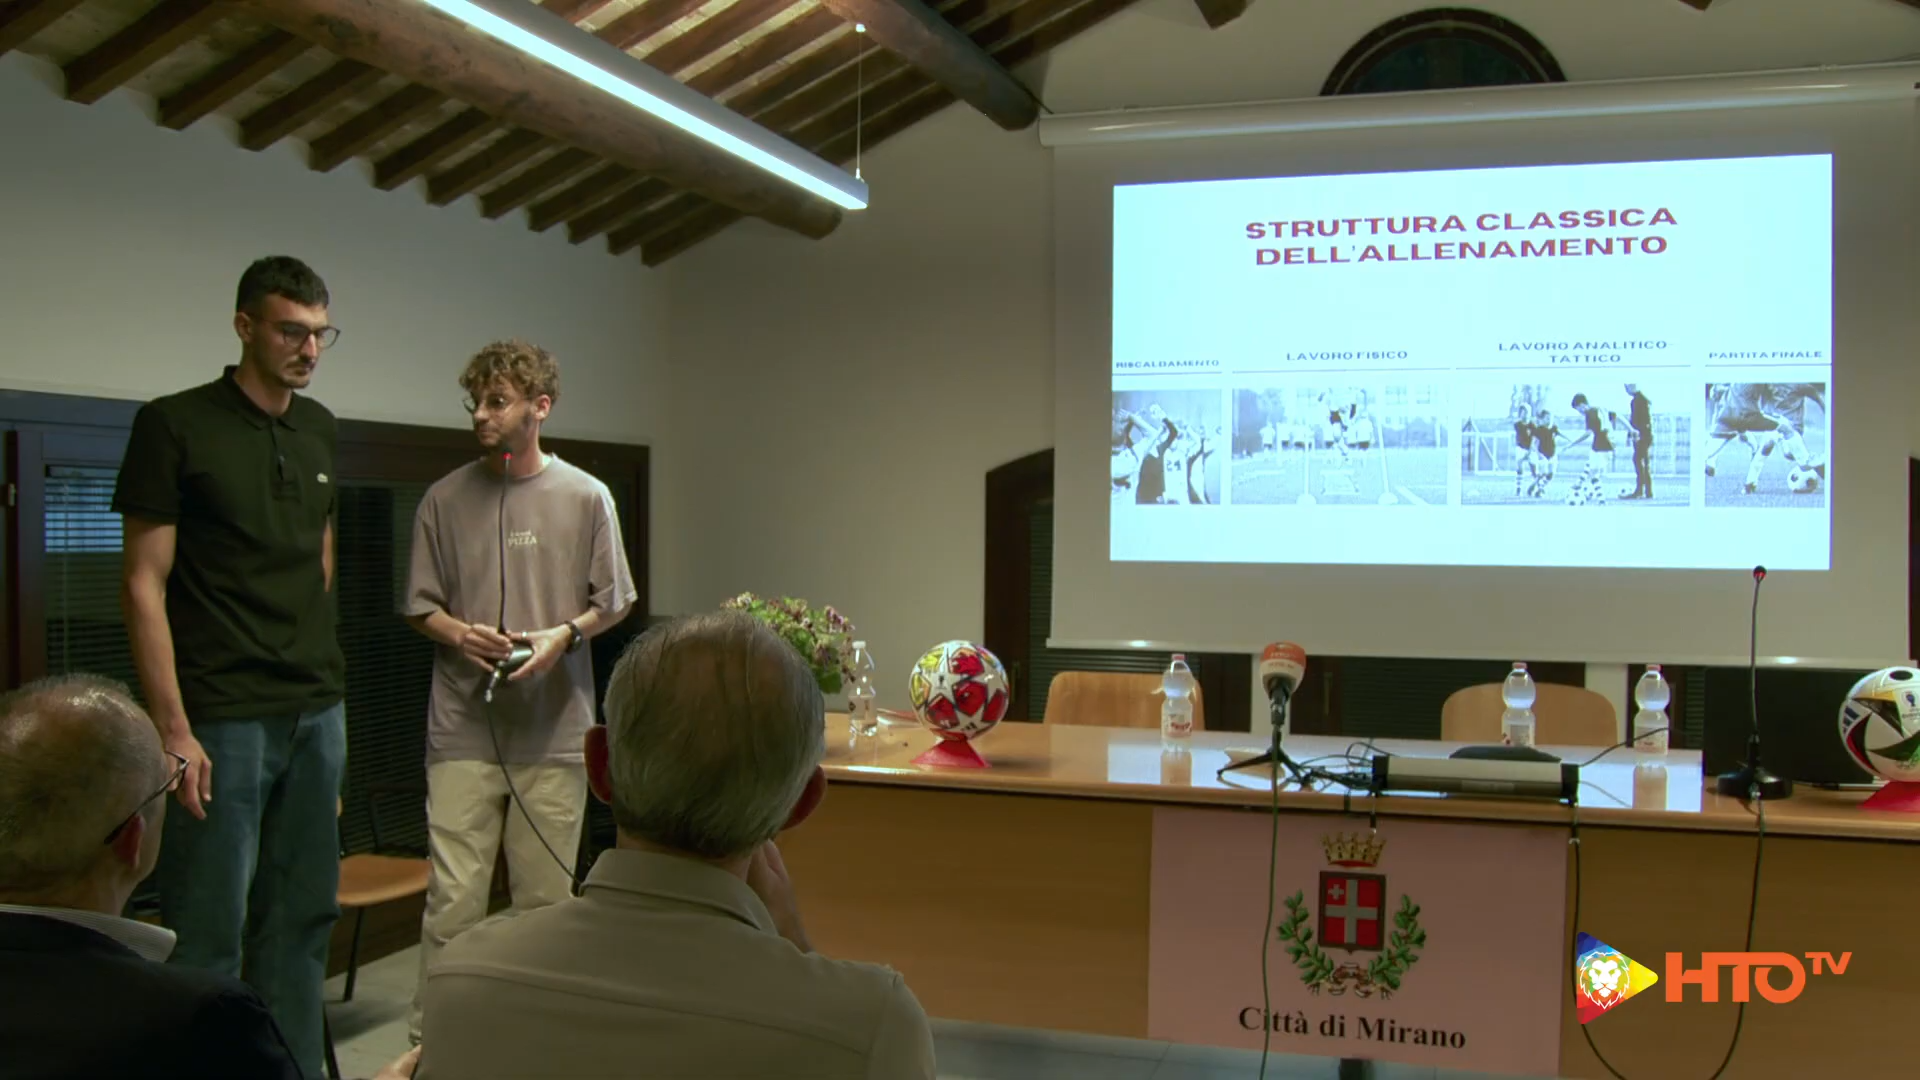 STRUTTURA CLASSICA
DELL'ALLENAMENTO
RISCALDAMENTO
LAVORO FISICO
LAVORO ANALITICO-
TATTICO
PARTITA FINALE
PIZZA
Città di Mirano
HTO TV